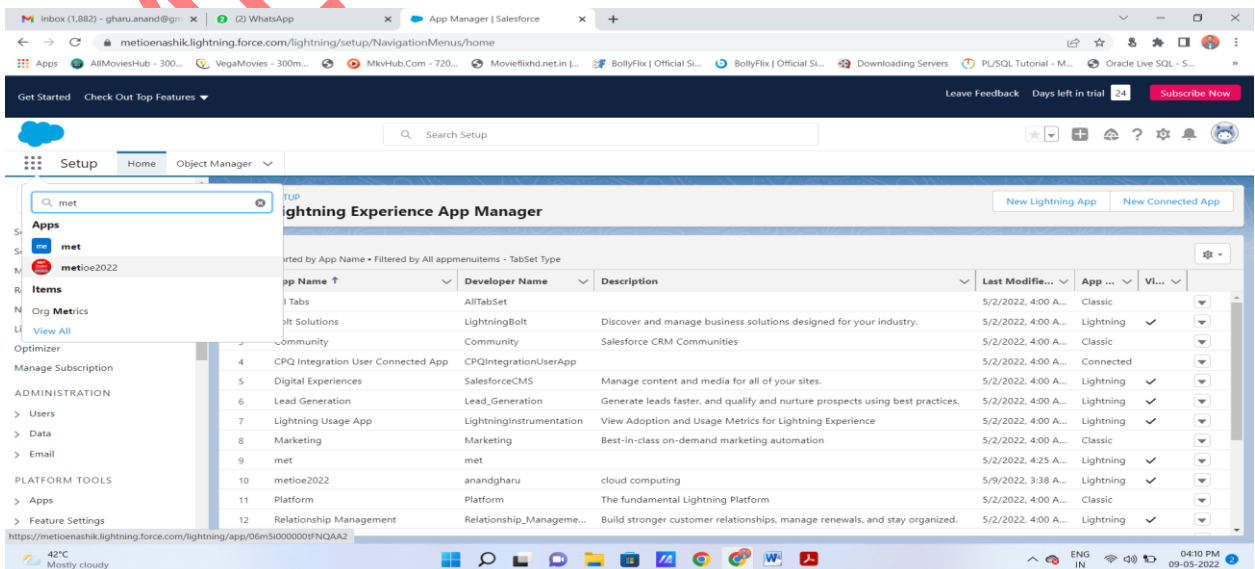 Inbox (1,882) - gharu.anand@gm
(2) WhatsApp
App Manager | Salesforce
metioenashik.lightning.force.com/lightning/setup/NavigationMenus/home
Apps AllMoviesHub - 300... VegaMovies - 300m... MkvHub.Com - 720... Movieflixhd.net.in |... BollyFlix | Official Si... BollyFlix | Official Si... Downloading Servers PL/SQL Tutorial - M... Oracle Live SQL - S... »
Get Started Check Out Top Features Leave Feedback Days left in trial 24 Subscribe Now
Search Setup
Setup Home Object Manager
met
Apps
me met
metioe2022
Items
Org Metrics
View All
Optimizer
Manage Subscription
ADMINISTRATION
> Users
> Data
> Email
PLATFORM TOOLS
> Apps
> Feature Settings
TUP
ightning Experience App Manager
New Lightning App New Connected App
rted by App Name • Filtered by All appmenuitems - TabSet Type
pp Name ↑ Developer Name Description Last Modifie... App ... Vi...
l Tabs AllTabSet 5/2/2022, 4:00 A... Classic
olt Solutions LightningBolt Discover and manage business solutions designed for your industry. 5/2/2022, 4:00 A... Lightning ✓
3 Community Community Salesforce CRM Communities 5/2/2022, 4:00 A... Classic
4 CPQ Integration User Connected App CPQIntegrationUserApp 5/2/2022, 4:00 A... Connected
5 Digital Experiences SalesforceCMS Manage content and media for all of your sites. 5/2/2022, 4:00 A... Lightning ✓
6 Lead Generation Lead_Generation Generate leads faster, and qualify and nurture prospects using best practices. 5/2/2022, 4:00 A... Lightning ✓
7 Lightning Usage App LightningInstrumentation View Adoption and Usage Metrics for Lightning Experience 5/2/2022, 4:00 A... Lightning ✓
8 Marketing Marketing Best-in-class on-demand marketing automation 5/2/2022, 4:00 A... Classic
9 met met 5/2/2022, 4:25 A... Lightning ✓
10 metioe2022 anandgharu cloud computing 5/9/2022, 3:38 A... Lightning ✓
11 Platform Platform The fundamental Lightning Platform 5/2/2022, 4:00 A... Classic
12 Relationship Management Relationship_Manageme... Build stronger customer relationships, manage renewals, and stay organized. 5/2/2022, 4:00 A... Lightning ✓
https://metioenashik.lightning.force.com/lightning/app/06m5i000000tFNQAA2
42°C
Mostly cloudy
ENG
IN
04:10 PM
09-05-2022
2